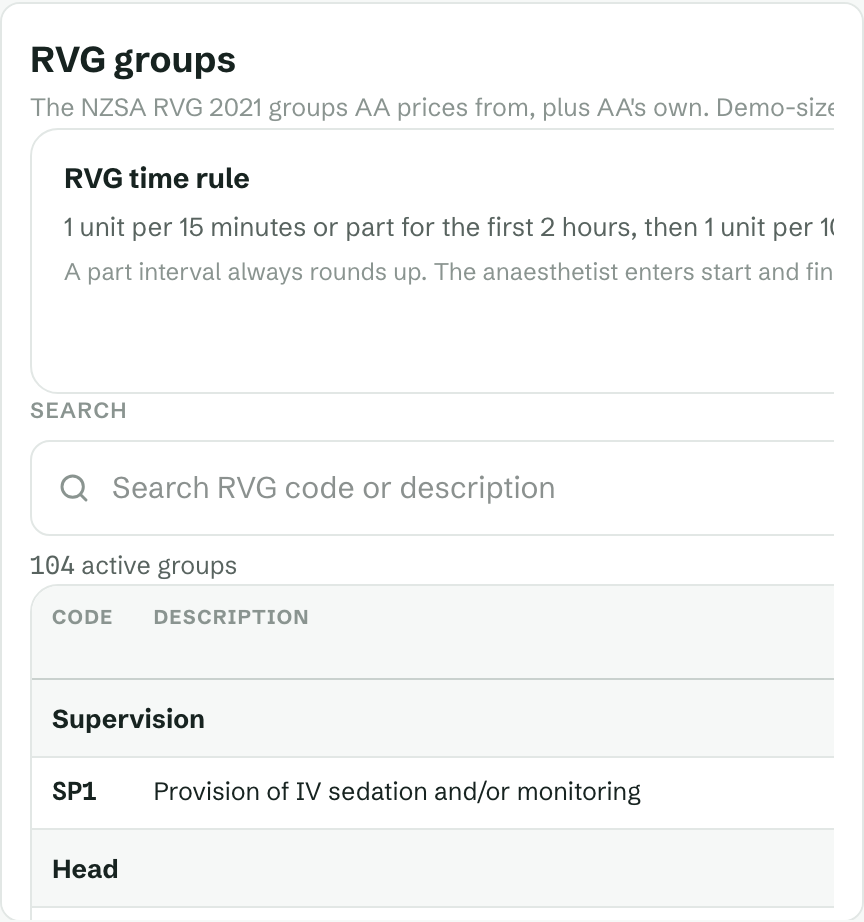 RVG groups
The NZSA RVG 2021 groups AA prices from, plus AA's own. Demo-size
RVG time rule
1 unit per 15 minutes or part for the first 2 hours, then 1 unit per 10
A part interval always rounds up. The anaesthetist enters start and fin
SEARCH
Search RVG code or description
104 active groups
CODE DESCRIPTION
Supervision
SP1 Provision of IV sedation and/or monitoring
Head